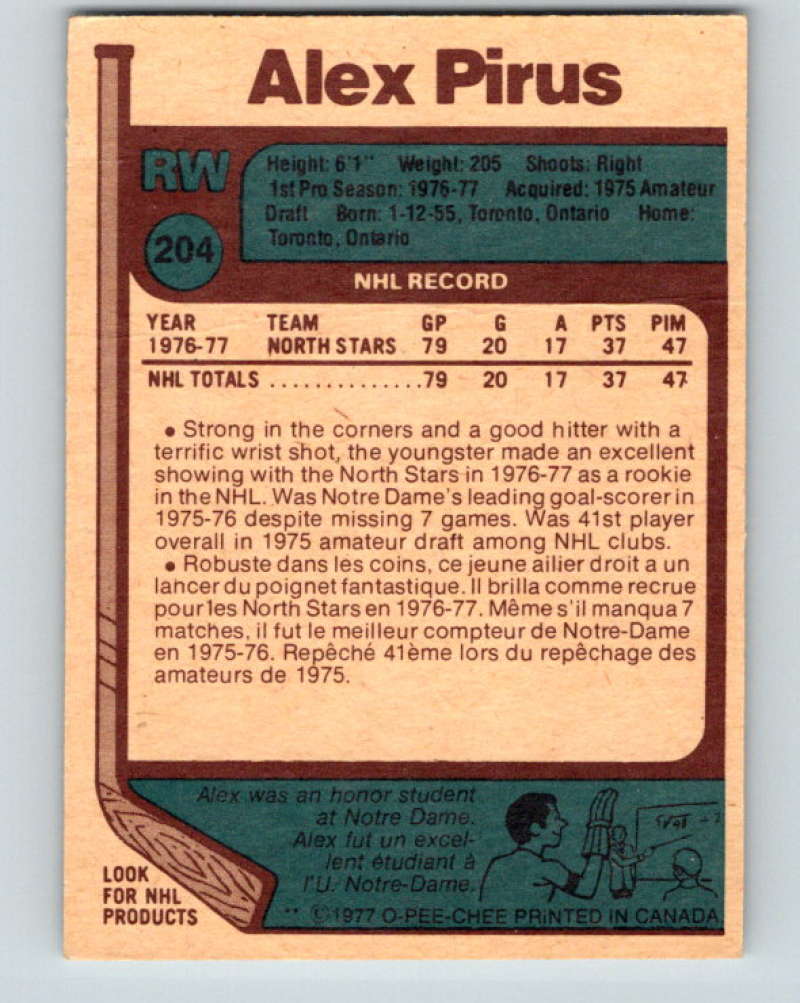 Alex Pirus
RW
Height: 6'1" Weight: 205 Shoots: Right
1st Pro Season: 1976-77 Acquired: 1975 Amateur
Draft Born: 1-12-55, Toronto, Ontario Home:
Toronto, Ontario
204
NHL RECORD
YEAR TEAM GP G A PTS PIM
1976-77 NORTH STARS 79 20 17 37 47
NHL TOTALS ..............79 20 17 37 47
• Strong in the corners and a good hitter with a
terrific wrist shot, the youngster made an excellent
showing with the North Stars in 1976-77 as a rookie
in the NHL. Was Notre Dame's leading goal-scorer in
1975-76 despite missing 7 games. Was 41st player
overall in 1975 amateur draft among NHL clubs.
• Robuste dans les coins, ce jeune ailier droit a un
lancer du poignet fantastique. Il brilla comme recrue
pour les North Stars en 1976-77. Même s'il manqua 7
matches, il fut le meilleur compteur de Notre-Dame
en 1975-76. Repêché 41ème lors du repêchage des
amateurs de 1975.
Alex was an honor student
at Notre Dame.
Alex fut un excel-
lent étudiant à
l'U. Notre-Dame.
LOOK
FOR NHL
PRODUCTS
** ©1977 O-PEE-CHEE PRINTED IN CANADA